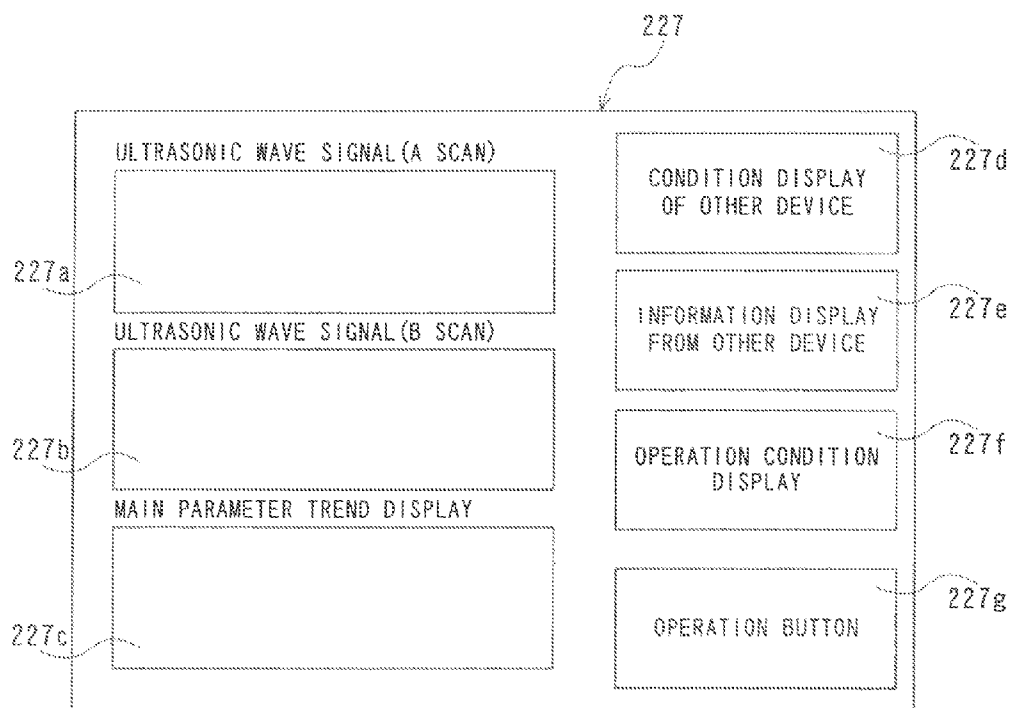 227
ULTRASONIC WAVE SIGNAL(A SCAN)
227a
ULTRASONIC WAVE SIGNAL(B SCAN)
227b
MAIN PARAMETER TREND DISPLAY
227c
CONDITION DISPLAY
OF OTHER DEVICE
227d
INFORMATION DISPLAY
FROM OTHER DEVICE
227e
OPERATION CONDITION
DISPLAY
227f
OPERATION BUTTON
227g